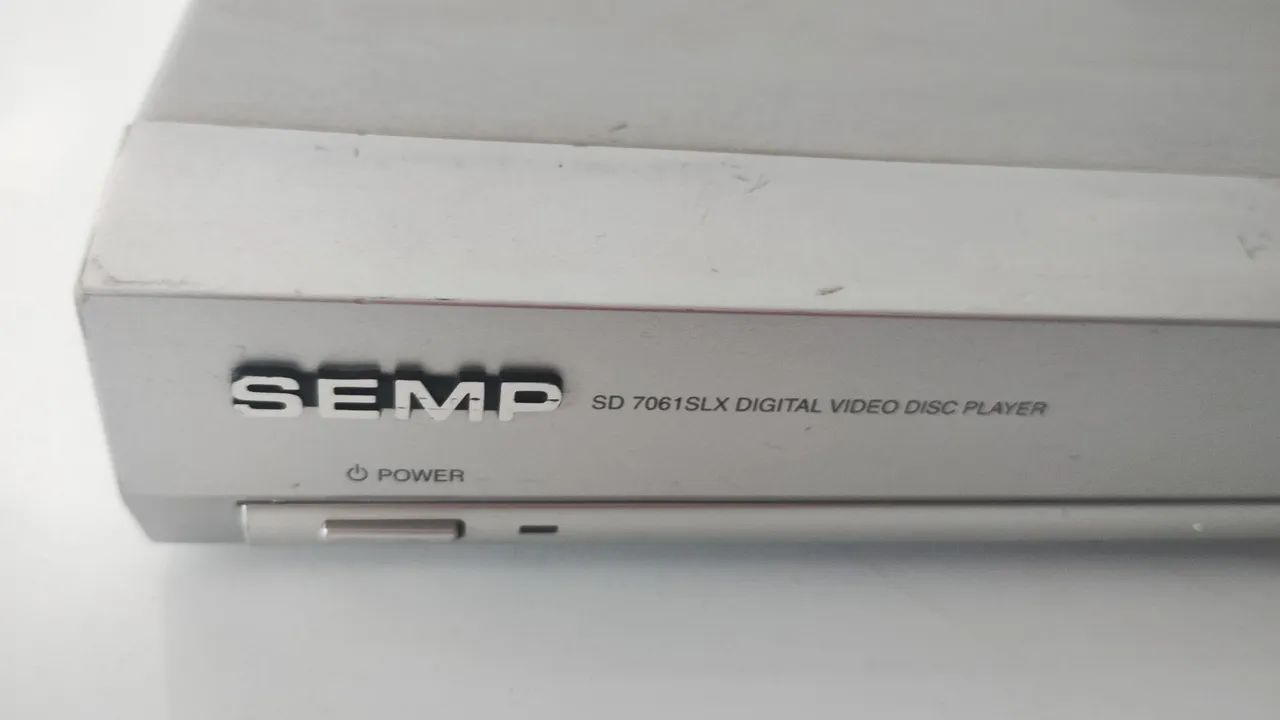 SEMP SD 7061SLX DIGITAL VIDEO DISC PLAYER
POWER